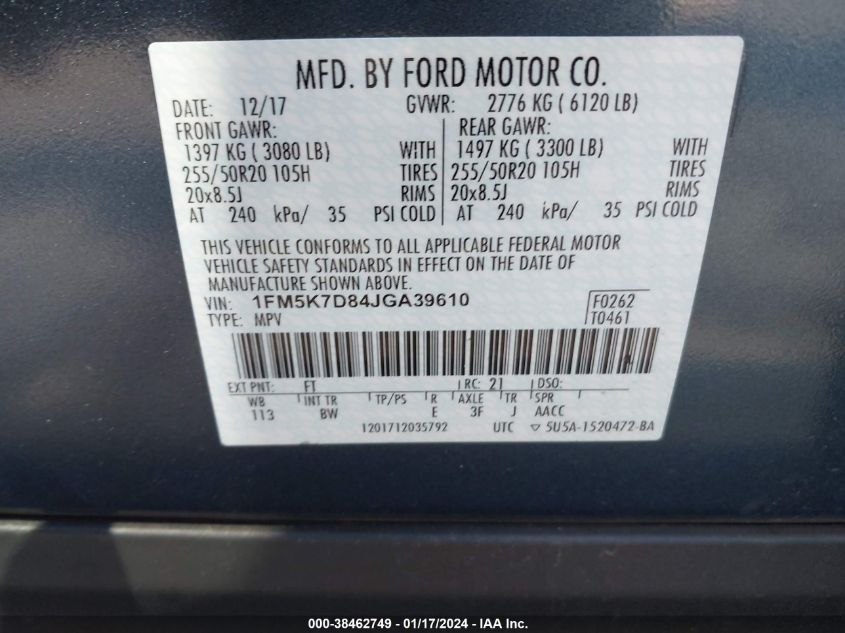 MFD. BY FORD MOTOR CO.
DATE: 12/17 GVWR: 2776 KG ( 6120 LB)
FRONT GAWR: REAR GAWR:
1397 KG ( 3080 LB) WITH 1497 KG ( 3300 LB) WITH
255/50R20 105H TIRES 255/50R20 105H TIRES
20x8.5J RIMS 20x8.5J RIMS
AT 240 kPa/ 35 PSI COLD AT 240 kPa/ 35 PSI COLD
THIS VEHICLE CONFORMS TO ALL APPLICABLE FEDERAL MOTOR
VEHICLE SAFETY STANDARDS IN EFFECT ON THE DATE OF
MANUFACTURE SHOWN ABOVE.
VIN: 1FM5K7D84JGA39610 F0262
TYPE: MPV T0461
EXT PNT: FT RC: 21 DSO:
WB INT TR TP/PS R AXLE TR SPR
113 BW E 3F J AACC
1201712035792 UTC ▽ 5U5A-1520472-BA
000-38462749 - 01/17/2024 - IAA Inc.